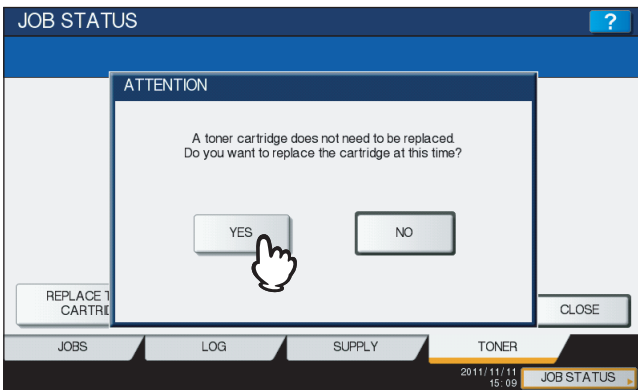 JOB STATUS
?
ATTENTION
A toner cartridge does not need to be replaced.
Do you want to replace the cartridge at this time?
YES
NO
REPLACE
CLOSE
JOBS
LOG
SUPPLY
TONER
2011/11/11
15:09
JOB STATUS